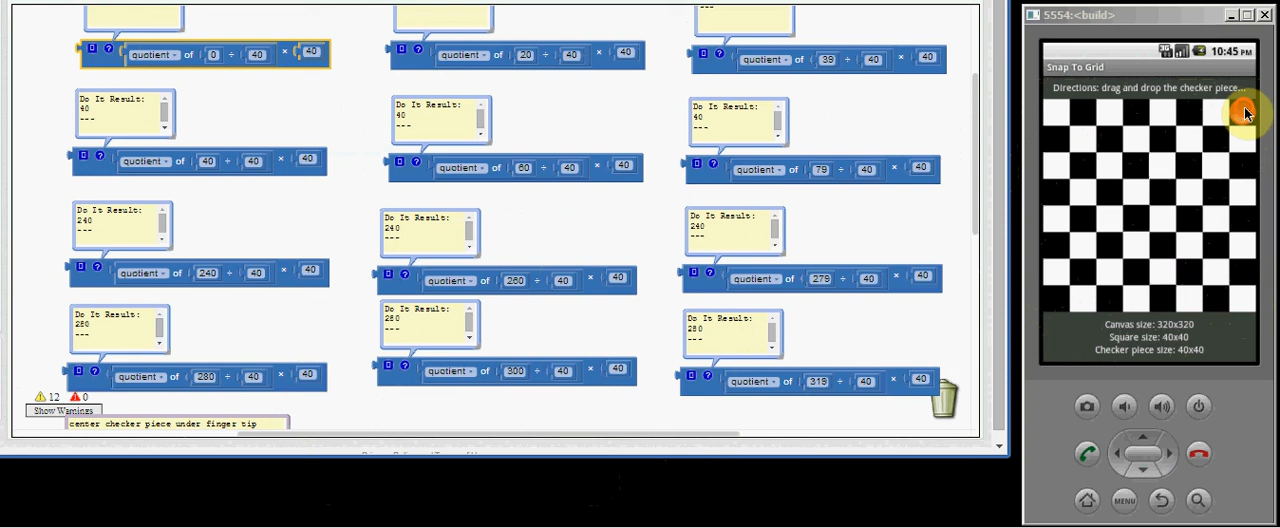 5554:<build>
10:45 PM
Snap To Grid
Directions: drag and drop the checker piece...
quotient of 0 ÷ 40 × 40
quotient of 20 ÷ 40 × 40
quotient of 39 ÷ 40 × 40
Do It Result:
40
---
quotient of 40 ÷ 40 × 40
Do It Result:
40
---
quotient of 60 ÷ 40 × 40
Do It Result:
40
---
quotient of 79 ÷ 40 × 40
Do It Result:
240
---
quotient of 240 ÷ 40 × 40
Do It Result:
240
---
quotient of 260 ÷ 40 × 40
Do It Result:
240
---
quotient of 279 ÷ 40 × 40
Do It Result:
280
---
quotient of 280 ÷ 40 × 40
Do It Result:
280
---
quotient of 300 ÷ 40 × 40
Do It Result:
280
---
quotient of 319 ÷ 40 × 40
12 0
Show Warnings
center checker piece under finger tip
Canvas size: 320x320
Square size: 40x40
Checker piece size: 40x40
MENU